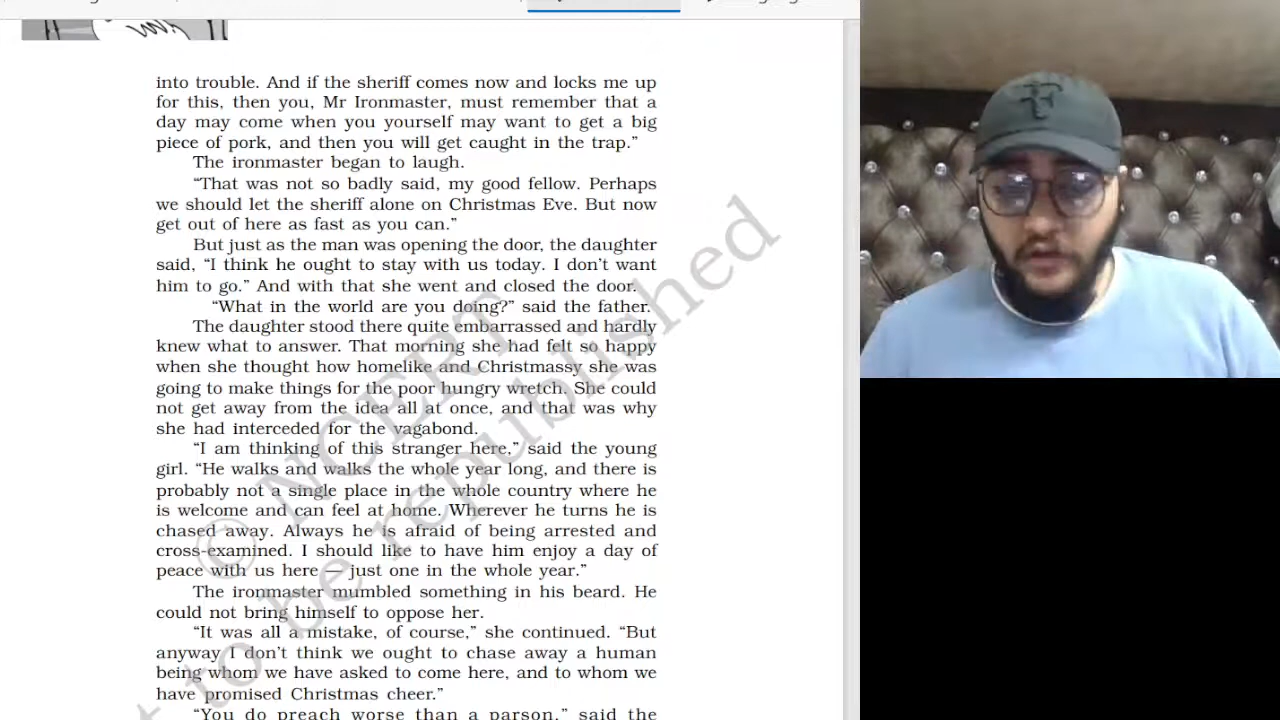 into trouble. And if the sheriff comes now and locks me up
for this, then you, Mr Ironmaster, must remember that a
day may come when you yourself may want to get a big
piece of pork, and then you will get caught in the trap.”
The ironmaster began to laugh.
“That was not so badly said, my good fellow. Perhaps
we should let the sheriff alone on Christmas Eve. But now
get out of here as fast as you can.”
But just as the man was opening the door, the daughter
said, “I think he ought to stay with us today. I don’t want
him to go.” And with that she went and closed the door.
“What in the world are you doing?” said the father.
The daughter stood there quite embarrassed and hardly
knew what to answer. That morning she had felt so happy
when she thought how homelike and Christmassy she was
going to make things for the poor hungry wretch. She could
not get away from the idea all at once, and that was why
she had interceded for the vagabond.
“I am thinking of this stranger here,” said the young
girl. “He walks and walks the whole year long, and there is
probably not a single place in the whole country where he
is welcome and can feel at home. Wherever he turns he is
chased away. Always he is afraid of being arrested and
cross-examined. I should like to have him enjoy a day of
peace with us here — just one in the whole year.”
The ironmaster mumbled something in his beard. He
could not bring himself to oppose her.
“It was all a mistake, of course,” she continued. “But
anyway I don’t think we ought to chase away a human
being whom we have asked to come here, and to whom we
have promised Christmas cheer.”
“You do preach worse than a parson,” said the
© NCERT
to be republished